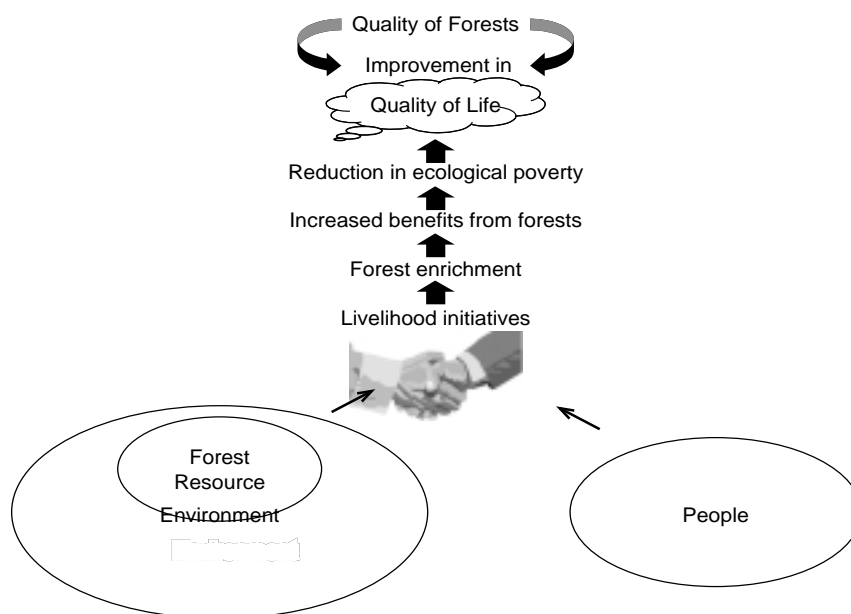 Quality of Forests
Improvement in
Quality of Life
Reduction in ecological poverty
Increased benefits from forests
Forest enrichment
Livelihood initiatives
Forest
Resource
Environment
People